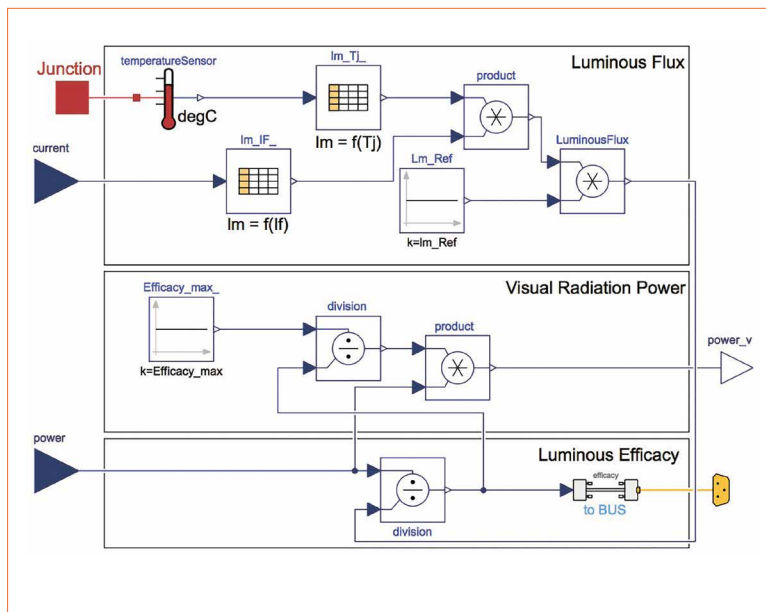 Luminous Flux
Junction
temperatureSensor
lm_Tj_
product
degC
lm = f(Tj)
current
lm_IF_
Lm_Ref
LuminousFlux
lm = f(If)
k=lm_Ref
Visual Radiation Power
Efficacy_max_
division
product
power_v
k=Efficacy_max
power
Luminous Efficacy
efficacy
to BUS
division